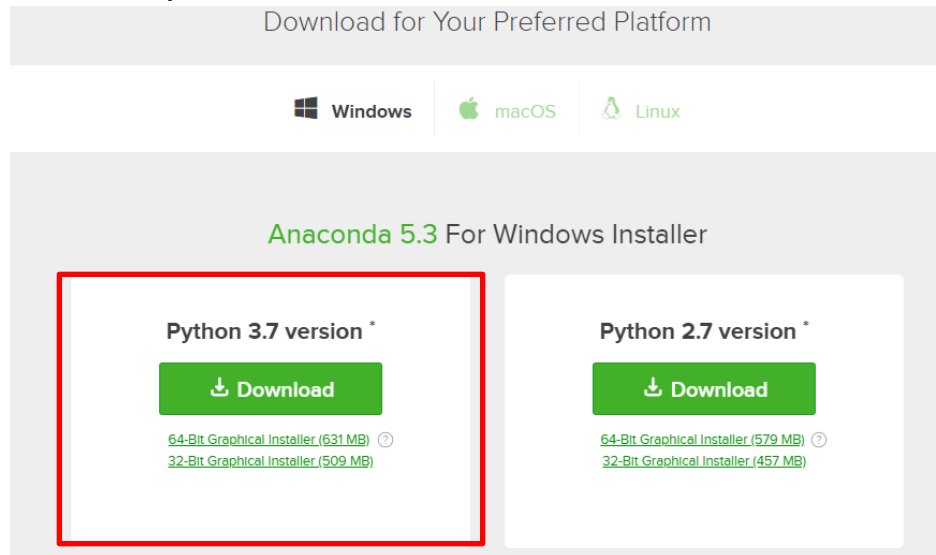 Download for Your Preferred Platform
Windows
macOS
Linux
Anaconda 5.3 For Windows Installer
Python 3.7 version *
Download
64-Bit Graphical Installer (631 MB) ?
32-Bit Graphical Installer (509 MB)
Python 2.7 version *
Download
64-Bit Graphical Installer (579 MB) ?
32-Bit Graphical Installer (457 MB)